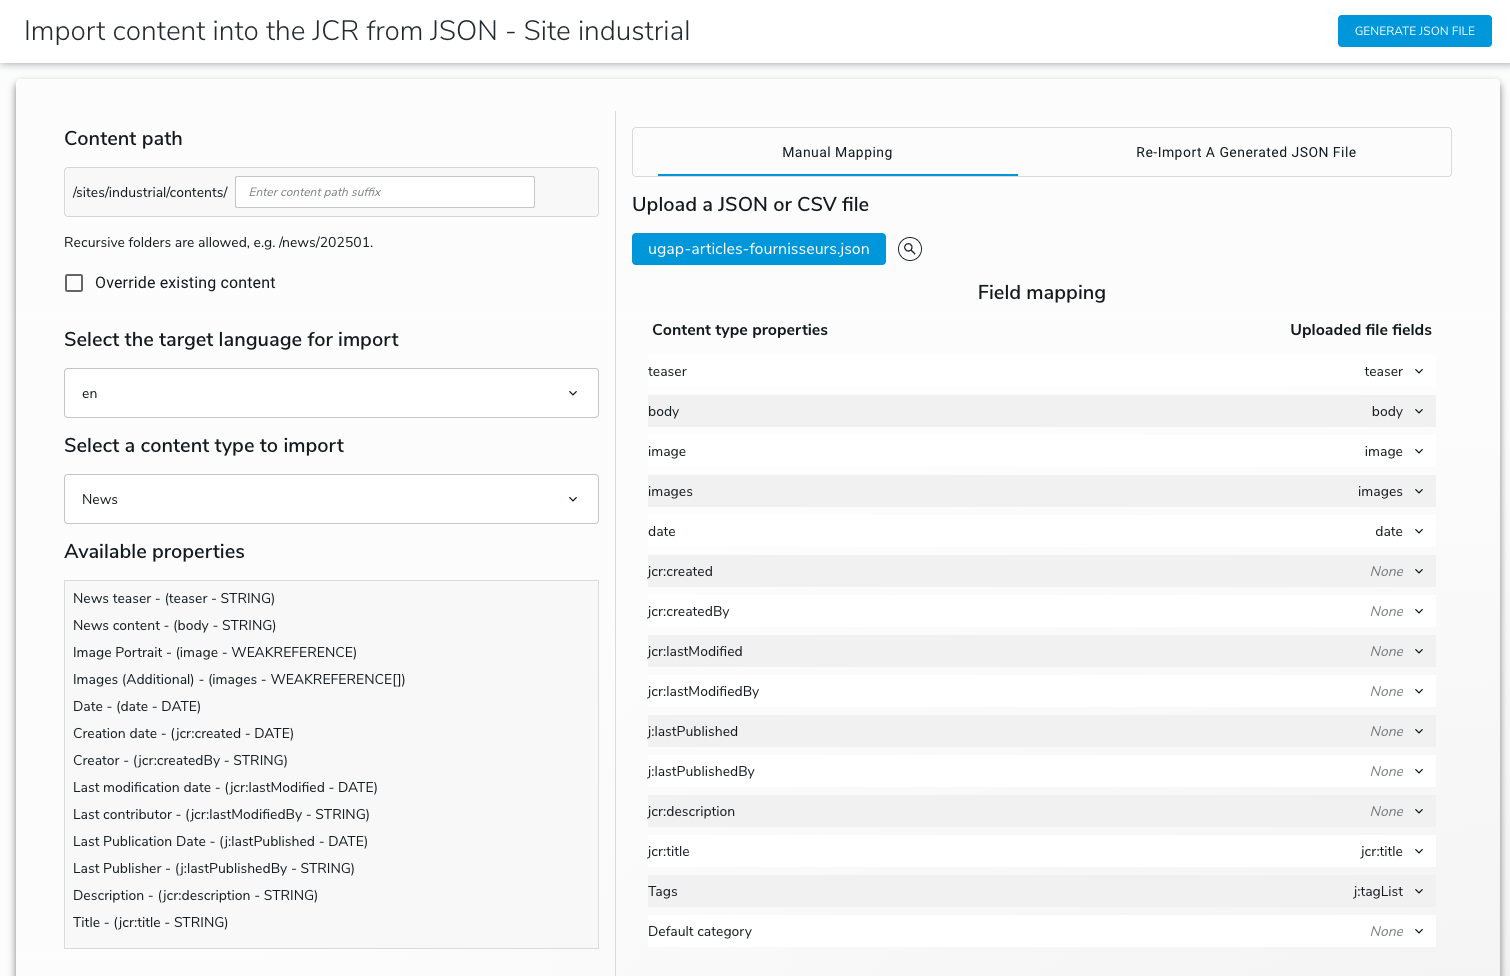 Import content into the JCR from JSON - Site industrial
GENERATE JSON FILE
Content path
/sites/industrial/contents/
Enter content path suffix
Recursive folders are allowed, e.g. /news/202501.
Override existing content
Select the target language for import
en
Select a content type to import
News
Available properties
News teaser - (teaser - STRING)
News content - (body - STRING)
Image Portrait - (image - WEAKREFERENCE)
Images (Additional) - (images - WEAKREFERENCE[])
Date - (date - DATE)
Creation date - (jcr:created - DATE)
Creator - (jcr:createdBy - STRING)
Last modification date - (jcr:lastModified - DATE)
Last contributor - (jcr:lastModifiedBy - STRING)
Last Publication Date - (j:lastPublished - DATE)
Last Publisher - (j:lastPublishedBy - STRING)
Description - (jcr:description - STRING)
Title - (jcr:title - STRING)
Manual Mapping
Re-Import A Generated JSON File
Upload a JSON or CSV file
ugap-articles-fournisseurs.json
Field mapping
Content type properties Uploaded file fields
teaser teaser
body body
image image
images images
date date
jcr:created None
jcr:createdBy None
jcr:lastModified None
jcr:lastModifiedBy None
j:lastPublished None
j:lastPublishedBy None
jcr:description None
jcr:title jcr:title
Tags j:tagList
Default category None